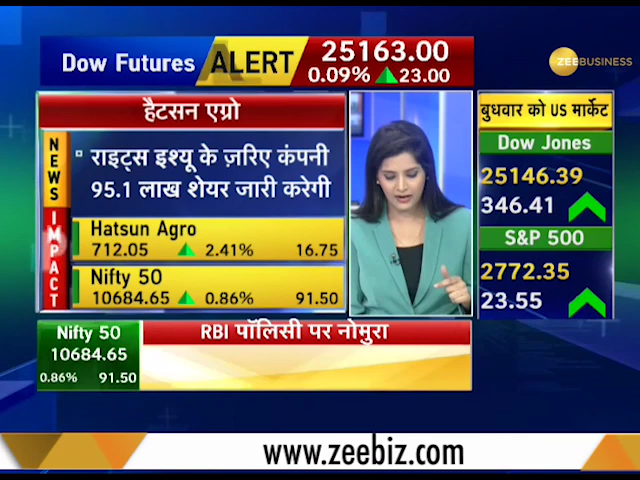 Dow Futures
ALERT
25163.00
0.09% 23.00
ZEEBUSINESS
हैटसन एग्रो
NEWS
राइट्स इश्यू के ज़रिए कंपनी
95.1 लाख शेयर जारी करेगी
IMPACT
Hatsun Agro
712.05 2.41% 16.75
Nifty 50
10684.65 0.86% 91.50
बुधवार को US मार्केट
Dow Jones
25146.39
346.41
S&P 500
2772.35
23.55
Nifty 50
10684.65
0.86% 91.50
RBI पॉलिसी पर नोमुरा
www.zeebiz.com